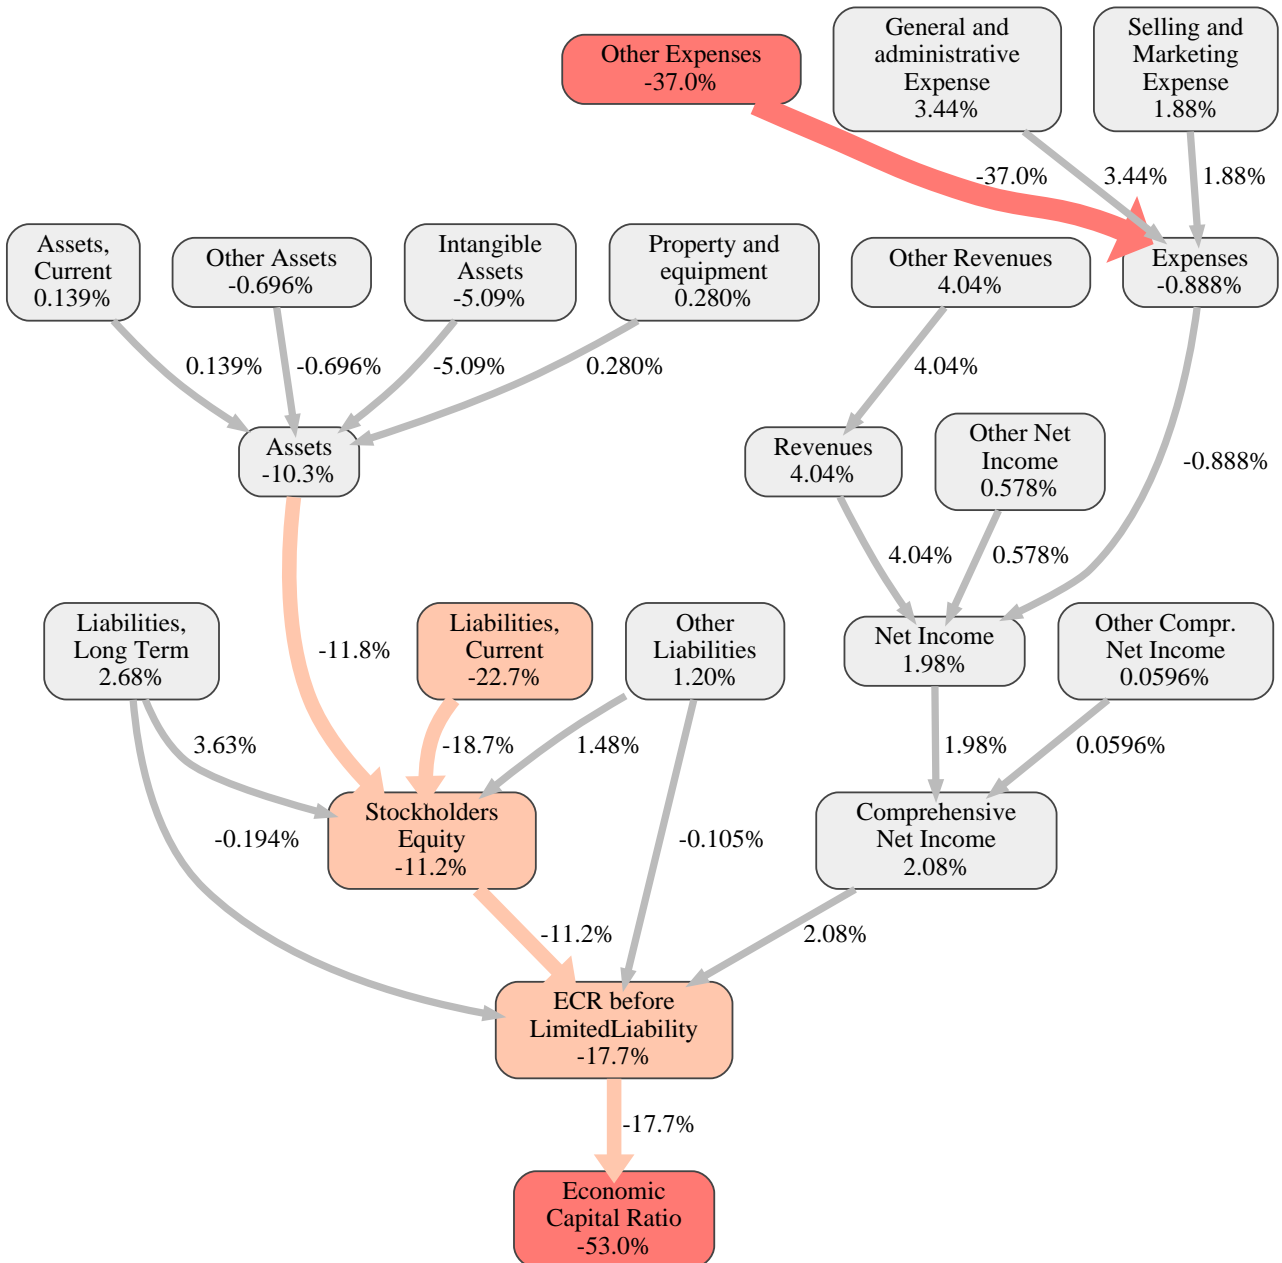 Other Expenses
-37.0%
General and
administrative
Expense
3.44%
Selling and
Marketing
Expense
1.88%
-37.0%
3.44%
1.88%
Assets,
Current
0.139%
Other Assets
-0.696%
Intangible
Assets
-5.09%
Property and
equipment
0.280%
Other Revenues
4.04%
Expenses
-0.888%
0.139%
-0.696%
-5.09%
0.280%
4.04%
Assets
-10.3%
Revenues
4.04%
Other Net
Income
0.578%
-0.888%
4.04%
0.578%
Liabilities,
Long Term
2.68%
-11.8%
Liabilities,
Current
-22.7%
Other
Liabilities
1.20%
Net Income
1.98%
Other Compr.
Net Income
0.0596%
3.63%
-18.7%
1.48%
1.98%
0.0596%
-0.194%
Stockholders
Equity
-11.2%
-0.105%
Comprehensive
Net Income
2.08%
-11.2%
2.08%
ECR before
LimitedLiability
-17.7%
-17.7%
Economic
Capital Ratio
-53.0%